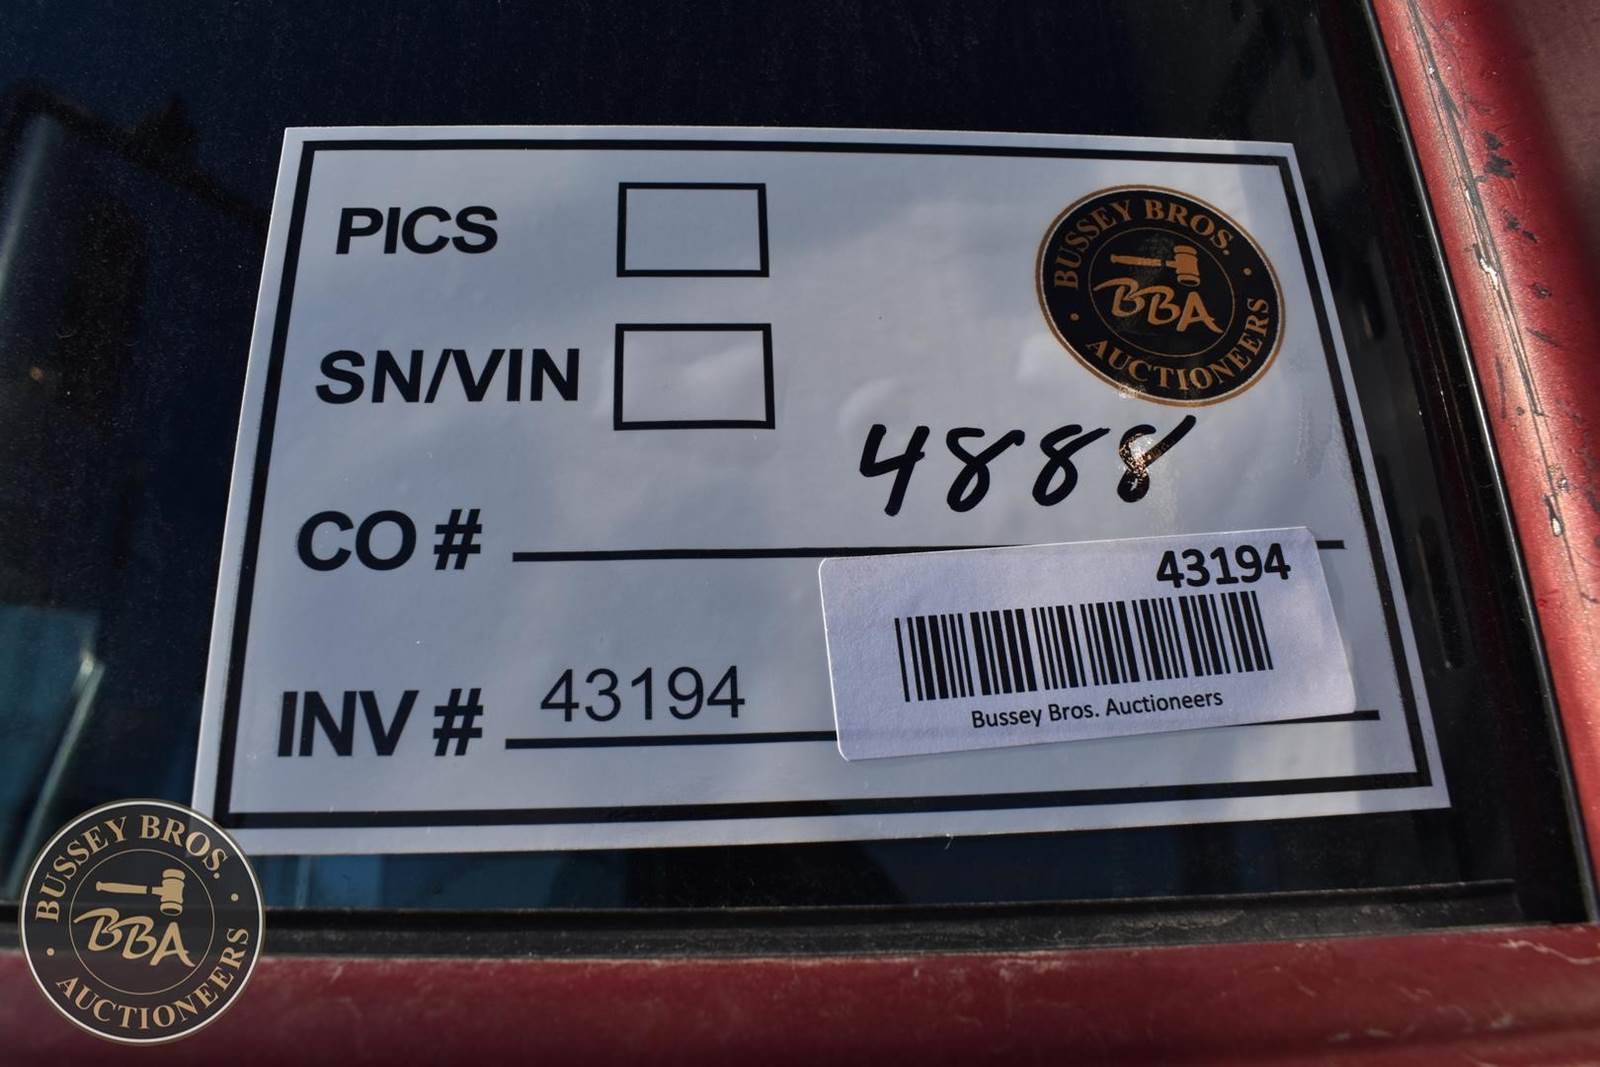 PICS
BUSSEY BROS.
BBA
AUCTIONEERS
SN/VIN
4888
CO #
43194
INV # 43194
Bussey Bros. Auctioneers
BUSSEY BROS.
BBA
AUCTIONEERS